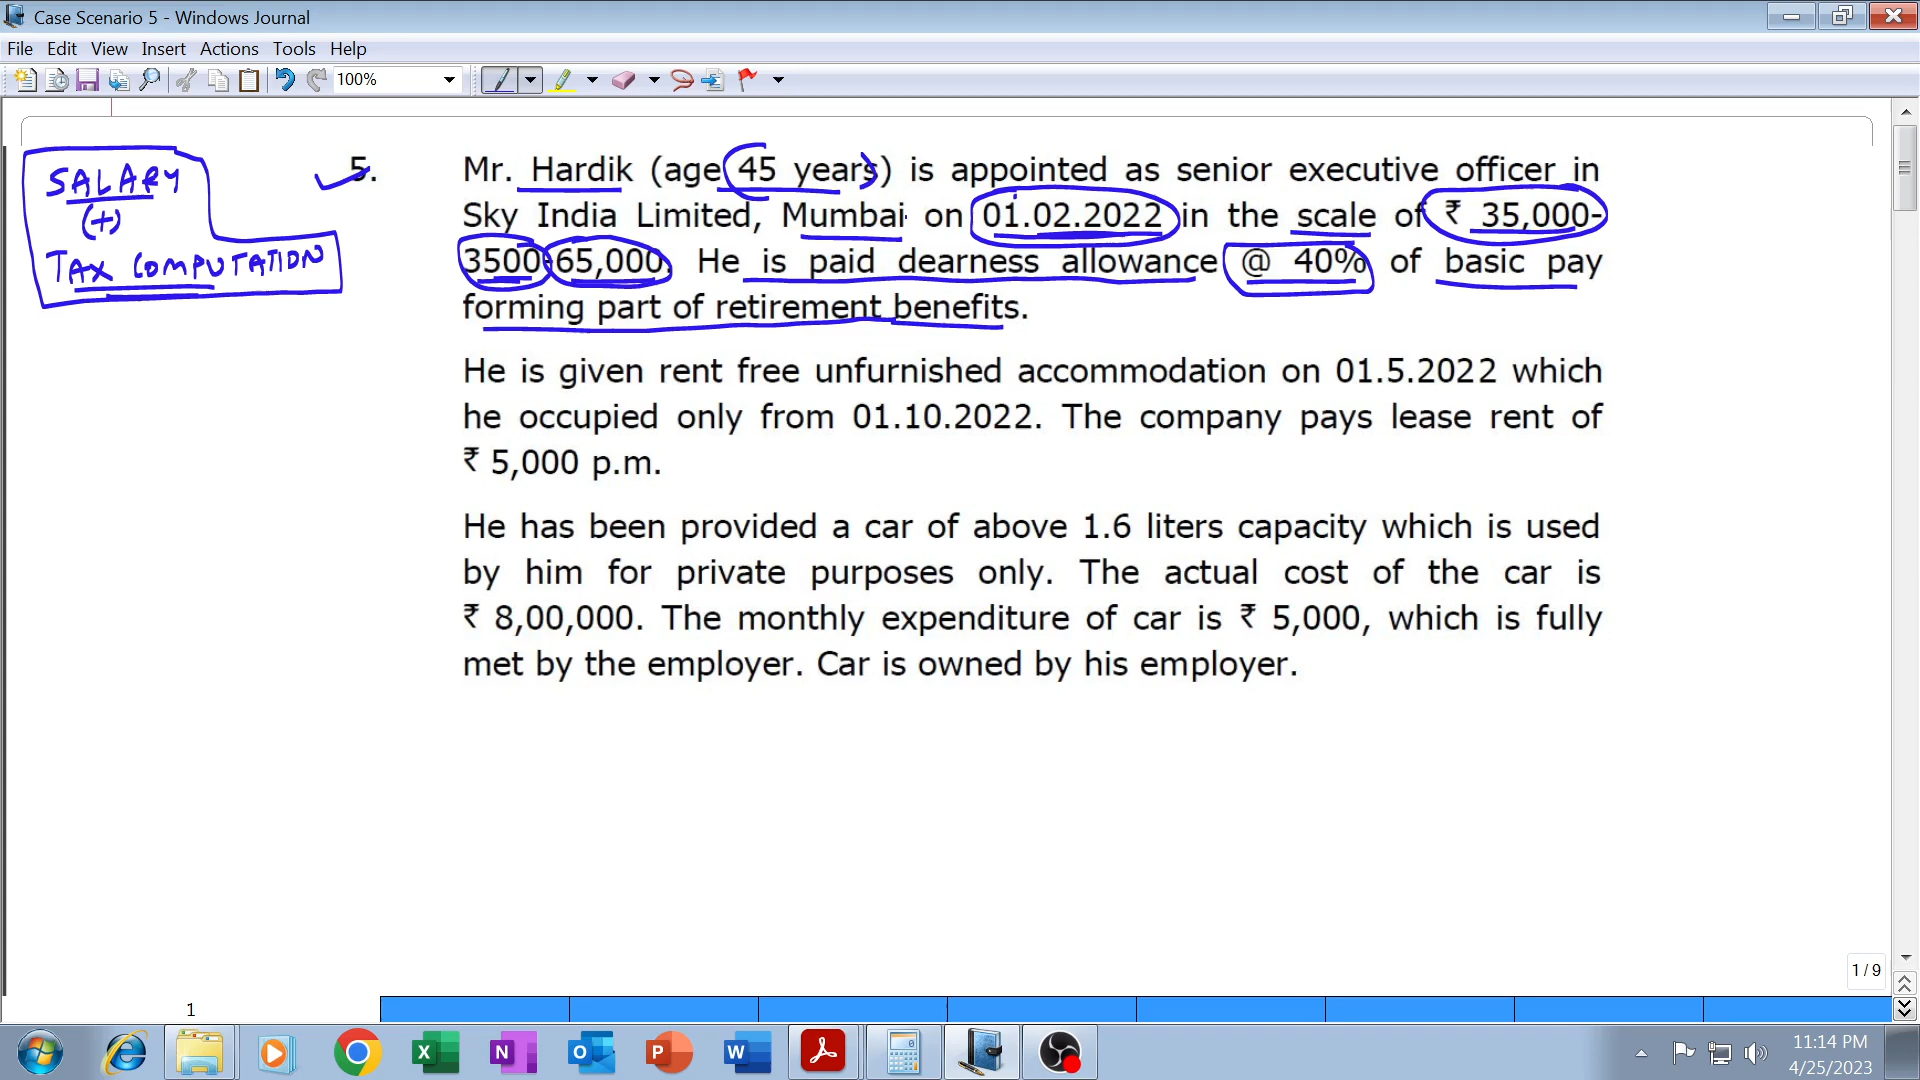 Case Scenario 5 - Windows Journal
File Edit View Insert Actions Tools Help
100%
SALARY
(+)
TAX COMPUTATION
5. Mr. Hardik (age 45 years) is appointed as senior executive officer in
Sky India Limited, Mumbai on 01.02.2022 in the scale of ₹ 35,000-
3500-65,000. He is paid dearness allowance @ 40% of basic pay
forming part of retirement benefits.
He is given rent free unfurnished accommodation on 01.5.2022 which
he occupied only from 01.10.2022. The company pays lease rent of
₹ 5,000 p.m.
He has been provided a car of above 1.6 liters capacity which is used
by him for private purposes only. The actual cost of the car is
₹ 8,00,000. The monthly expenditure of car is ₹ 5,000, which is fully
met by the employer. Car is owned by his employer.
1 / 9
1
11:14 PM
4/25/2023